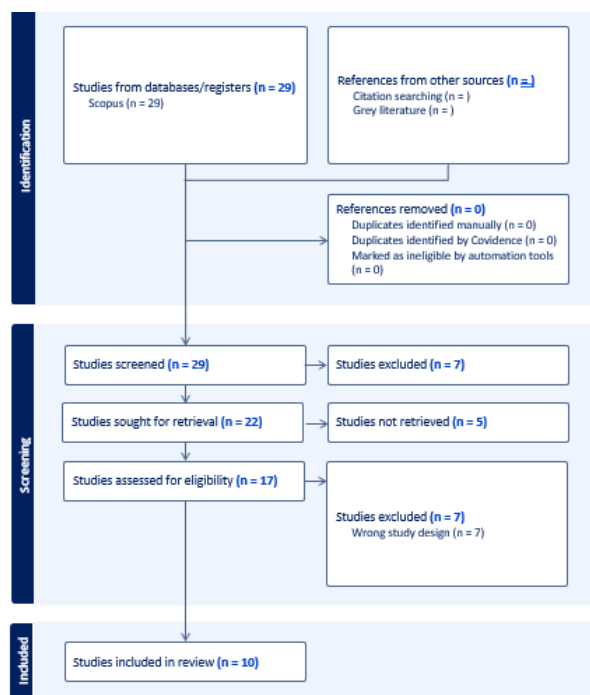 Identification
Studies from databases/registers (n = 29)
Scopus (n = 29)
References from other sources (n = )
Citation searching (n = )
Grey literature (n = )
References removed (n = 0)
Duplicates identified manually (n = 0)
Duplicates identified by Covidence (n = 0)
Marked as ineligible by automation tools
(n = 0)
Screening
Studies screened (n = 29)
Studies excluded (n = 7)
Studies sought for retrieval (n = 22)
Studies not retrieved (n = 5)
Studies assessed for eligibility (n = 17)
Studies excluded (n = 7)
Wrong study design (n = 7)
Included
Studies included in review (n = 10)